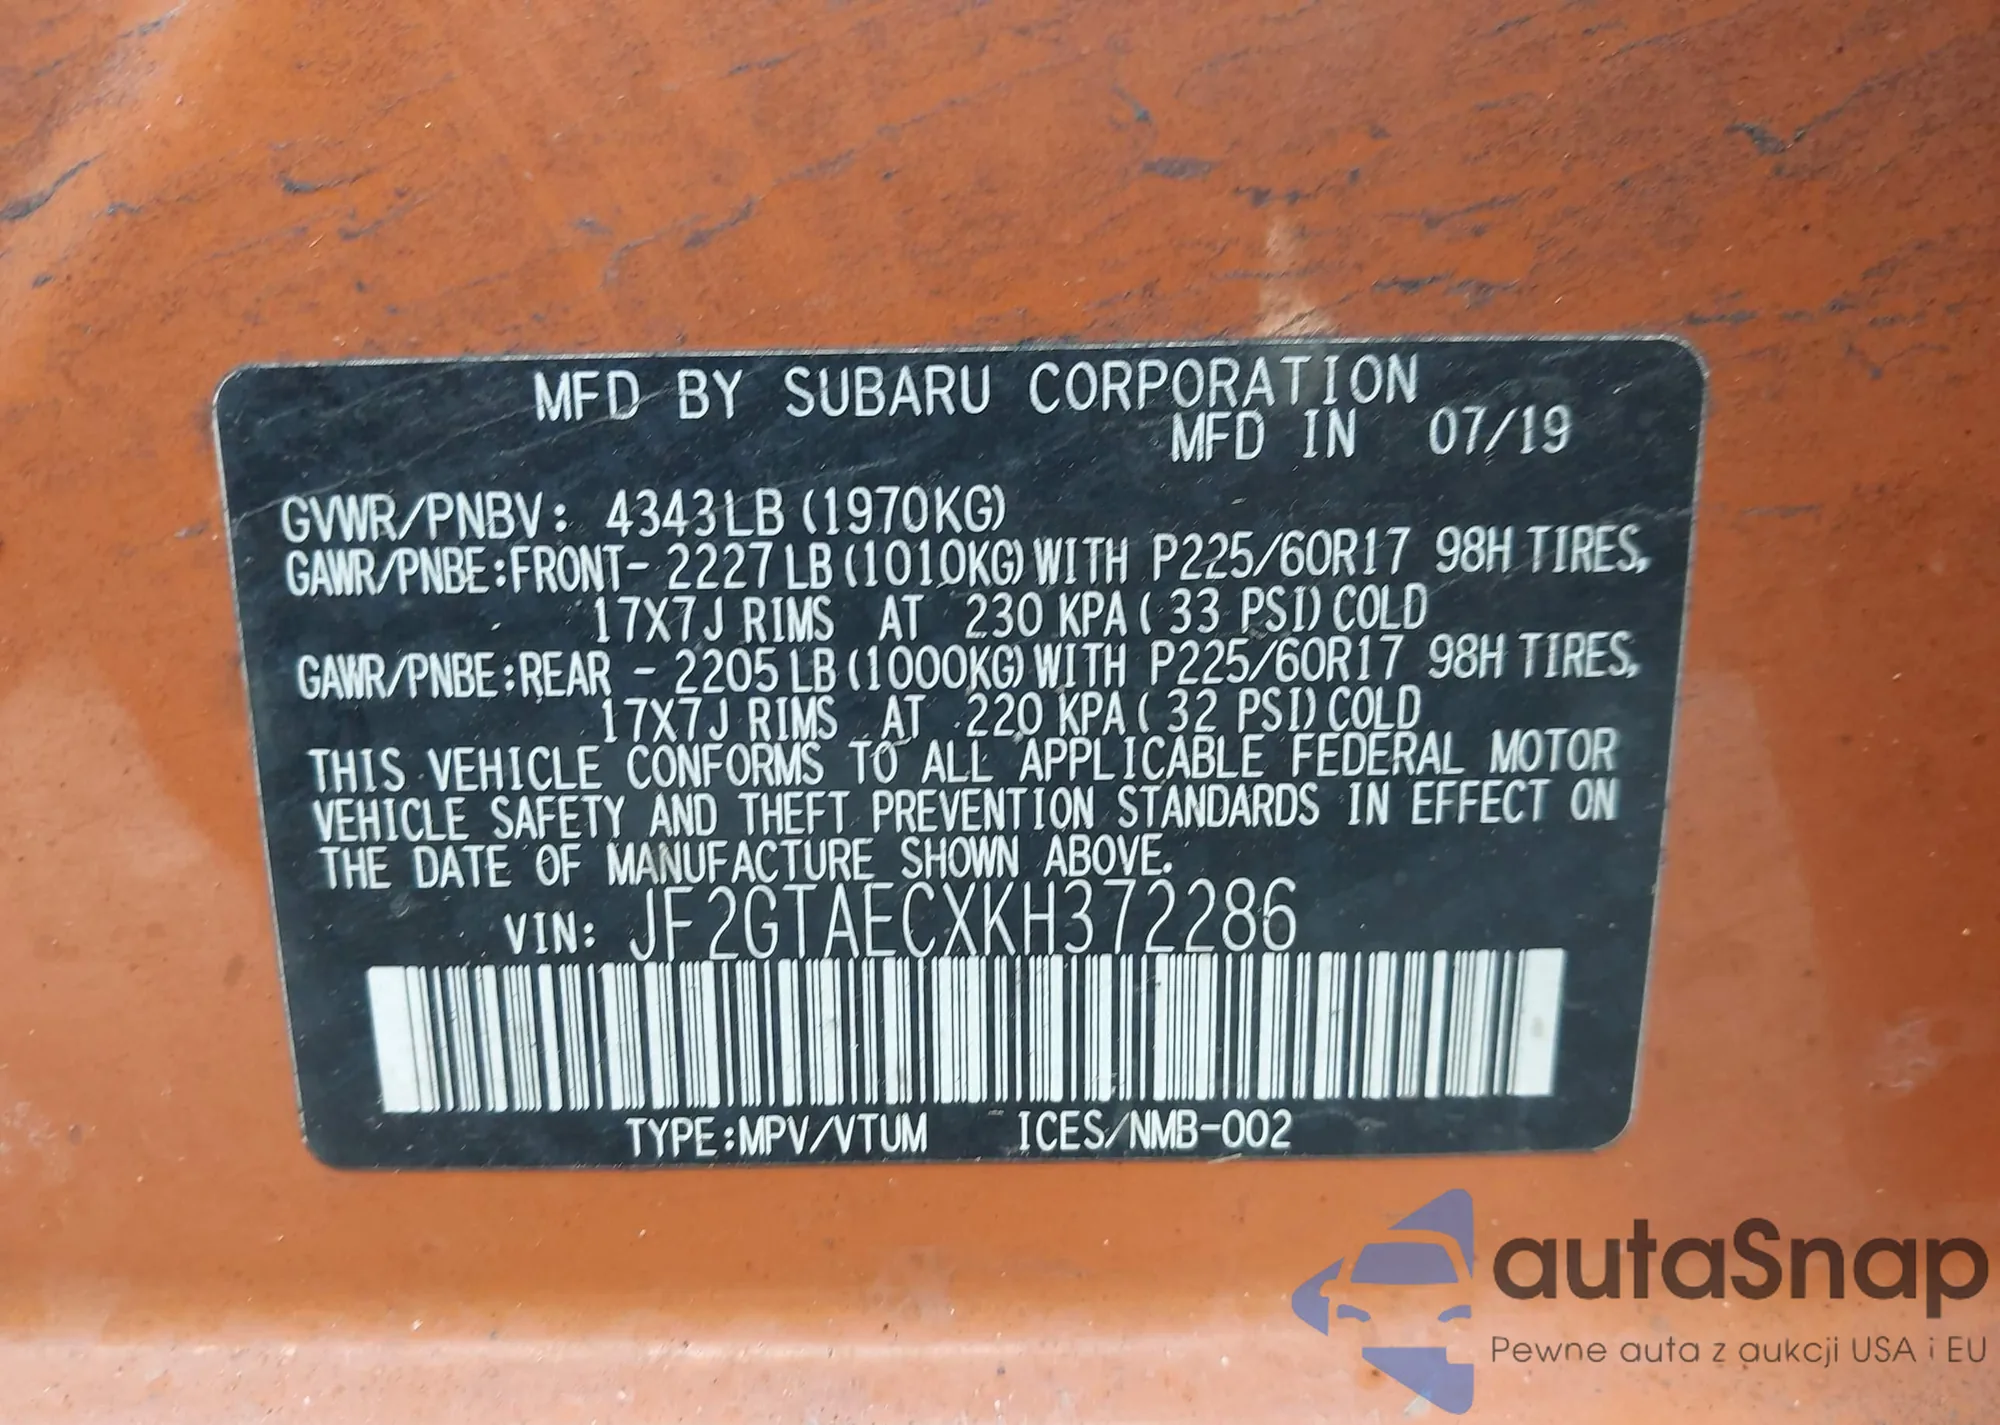 MFD BY SUBARU CORPORATION
MFD IN 07/19
GVWR/PNBV: 4343LB (1970KG)
GAWR/PNBE:FRONT- 2227LB (1010KG) WITH P225/60R17 98H TIRES,
17X7J RIMS AT 230 KPA ( 33 PSI) COLD
GAWR/PNBE:REAR - 2205LB (1000KG) WITH P225/60R17 98H TIRES,
17X7J RIMS AT 220 KPA ( 32 PSI) COLD
THIS VEHICLE CONFORMS TO ALL APPLICABLE FEDERAL MOTOR
VEHICLE SAFETY AND THEFT PREVENTION STANDARDS IN EFFECT ON
THE DATE OF MANUFACTURE SHOWN ABOVE.
VIN: JF2GTAECXKH372286
TYPE:MPV/VTUM ICES/NMB-002
autaSnap
Pewne auta z aukcji USA i EU